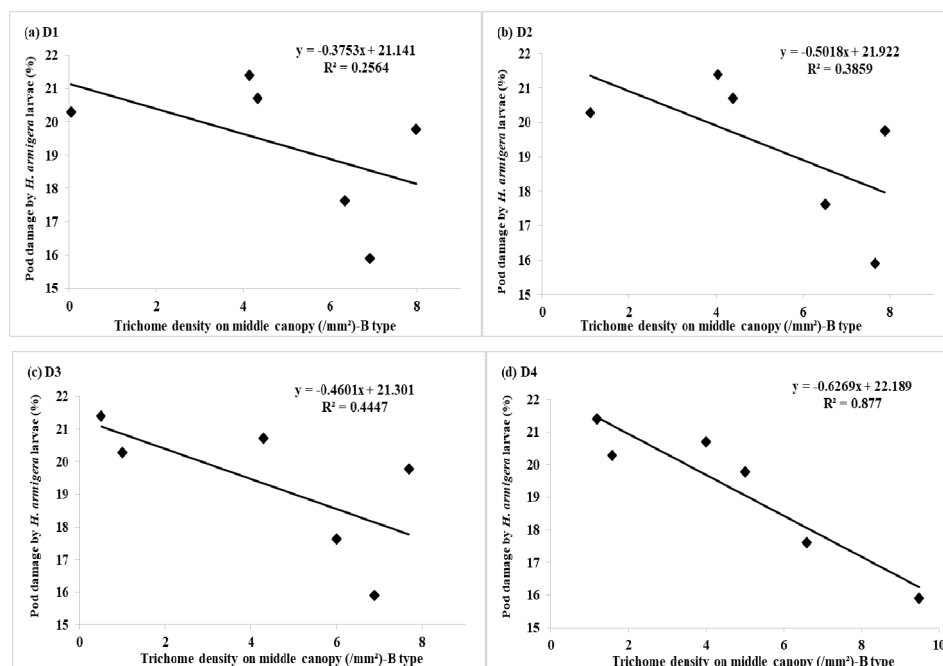 (a) D1
y = -0.3753x + 21.141
R² = 0.2564
Pod damage by H. armigera larvae (%)
22
21
20
19
18
17
16
15
0 2 4 6 8
Trichome density on middle canopy (/mm²)-B type
(b) D2
y = -0.5018x + 21.922
R² = 0.3859
Pod damage by H. armigera larvae (%)
22
21
20
19
18
17
16
15
0 2 4 6 8
Trichome density on middle canopy (/mm²)-B type
(c) D3
y = -0.4601x + 21.301
R² = 0.4447
Pod damage by H. armigera larvae (%)
22
21
20
19
18
17
16
15
0 2 4 6 8
Trichome density on middle canopy (/mm²)-B type
(d) D4
y = -0.6269x + 22.189
R² = 0.877
Pod damage by H. armigera larvae (%)
22
21
20
19
18
17
16
15
0 2 4 6 8 10
Trichome density on middle canopy (/mm²)-B type